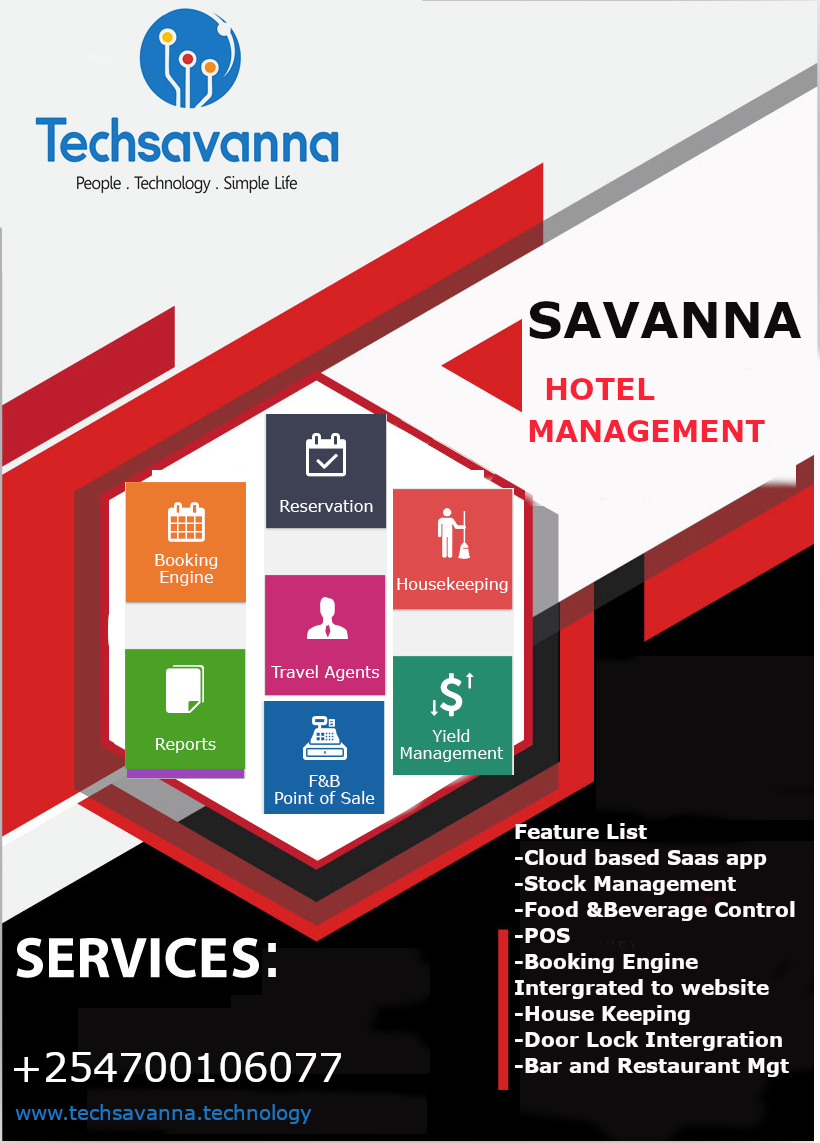 Techsavanna
People . Technology . Simple Life
SAVANNA
HOTEL
MANAGEMENT
Reservation
Booking
Engine
Housekeeping
Travel Agents
Reports
Yield
Management
F&B
Point of Sale
Feature List
-Cloud based Saas app
-Stock Management
-Food &Beverage Control
-POS
-Booking Engine
Intergrated to website
-House Keeping
-Door Lock Intergration
-Bar and Restaurant Mgt
SERVICES:
+254700106077
www.techsavanna.technology